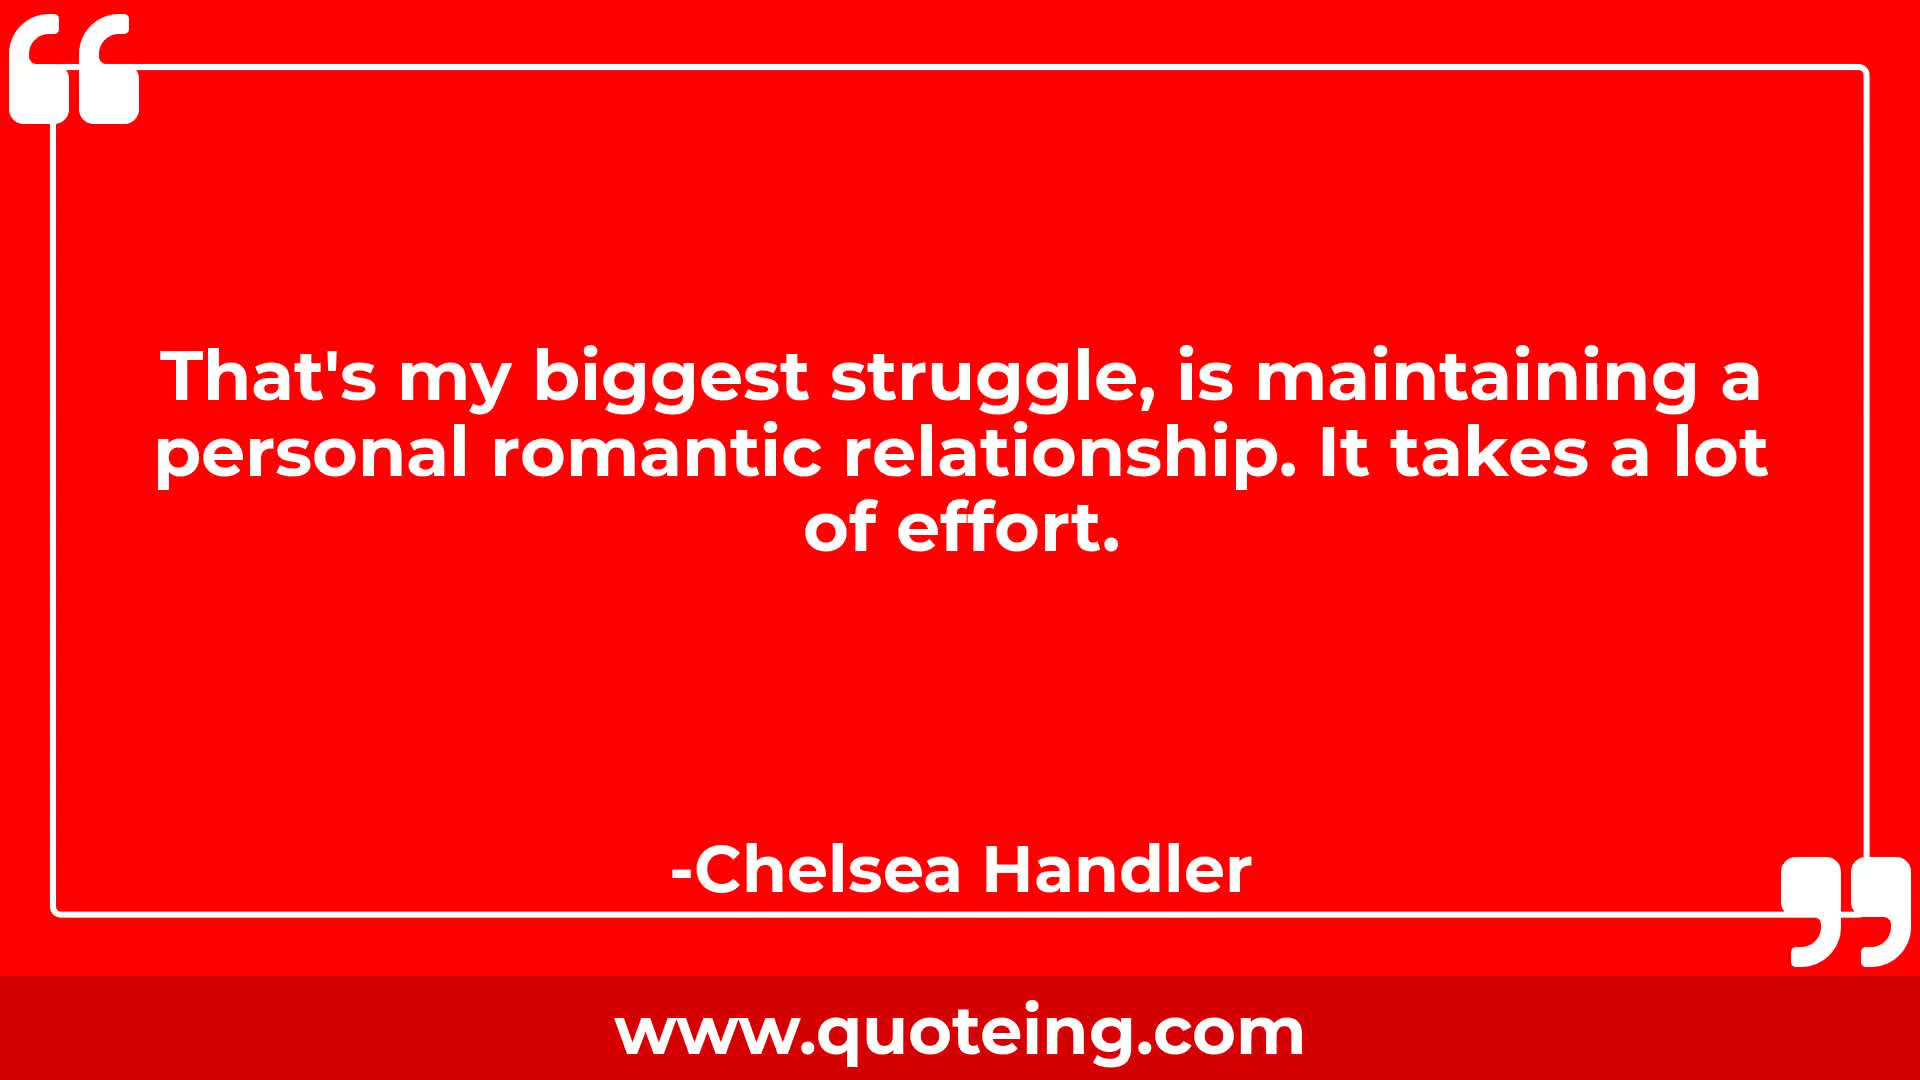 That's my biggest struggle, is maintaining a
personal romantic relationship. It takes a lot
of effort.
-Chelsea Handler
www.quoteing.com